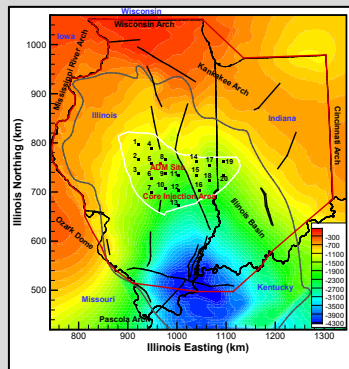 Wisconsin
Wisconsin Arch
Iowa
Mississippi River Arch
Kankakee Arch
Illinois
Indiana
Cincinnati Arch
ADM Site
Core Injection Area
Illinois Basin
Ozark Dome
Missouri
Kentucky
Pascola Arch
1 4
2 5 8 14 17 19
3 6 9 11 15 18 20
7 10 12 16
13
Illinois Northing (km)
1000
900
800
700
600
500
800 900 1000 1100 1200 1300
Illinois Easting (km)
-300
-700
-1100
-1500
-1900
-2300
-2700
-3100
-3500
-3900
-4300